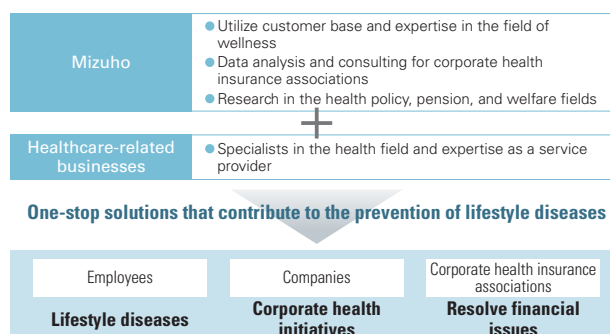 Mizuho
● Utilize customer base and expertise in the field of
wellness
● Data analysis and consulting for corporate health
insurance associations
● Research in the health policy, pension, and welfare fields
+
Healthcare-related
businesses
● Specialists in the health field and expertise as a service
provider
One-stop solutions that contribute to the prevention of lifestyle diseases
Employees
Lifestyle diseases
Companies
Corporate health
initiatives
Corporate health insurance
associations
Resolve financial
issues